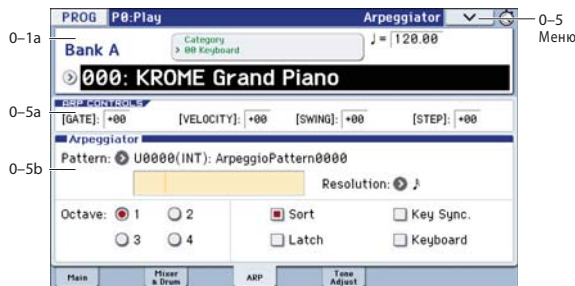 PROG P0:Play Arpeggiator
0–5
Меню
0–1a
Bank A
Category
00 Keyboard
♩= 120.00
000: KROME Grand Piano
ARP CONTROLS
0–5a
[GATE]: +00 [VELOCITY]: +00 [SWING]: +00 [STEP]: +00
Arpeggiator
0–5b
Pattern: U0000(INT): ArpeggioPattern0000
Resolution: ♪
Octave: 1 2 Sort Key Sync.
3 4 Latch Keyboard
Main Mixer & Drum ARP Tone Adjust